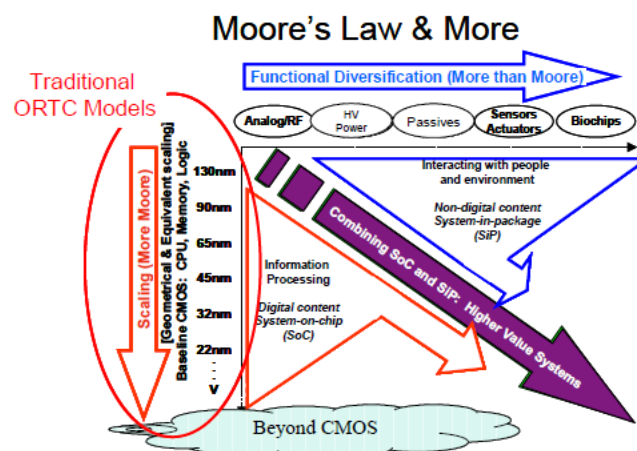 Moore's Law & More
Traditional
ORTC Models
Functional Diversification (More than Moore)
Analog/RF
HV
Power
Passives
Sensors
Actuators
Biochips
Scaling (More Moore)
[Geometrical & Equivalent scaling]
Baseline CMOS: CPU, Memory, Logic
130nm
90nm
65nm
45nm
32nm
22nm
.
.
V
Interacting with people
and environment
Non-digital content
System-in-package
(SiP)
Combining SoC and SiP: Higher Value Systems
Information
Processing
Digital content
System-on-chip
(SoC)
Beyond CMOS